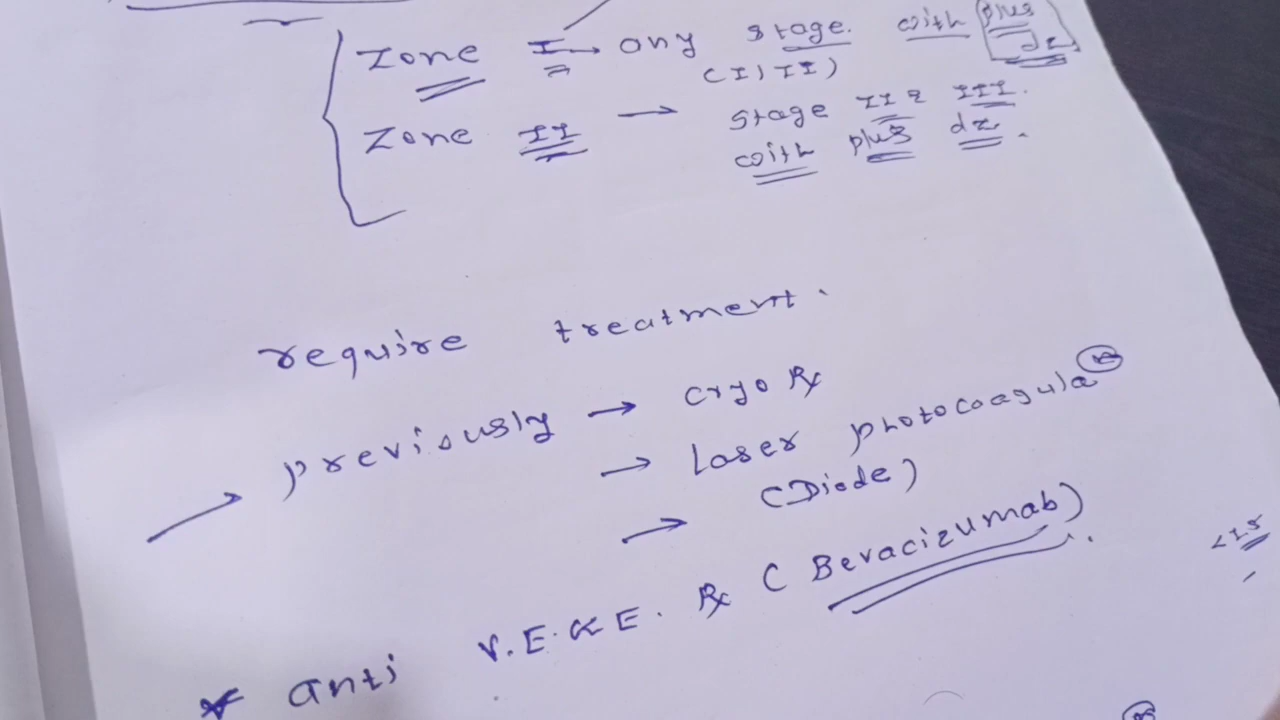 Zone I → any stage. with plus dz
(I, II)
Zone II → Stage II & III.
with plus dz.
require treatment.
→ previously → cryo Rx
→ Laser photocoagula
(Diode)
→
* anti V.E.G.F. Rx (Bevacizumab).